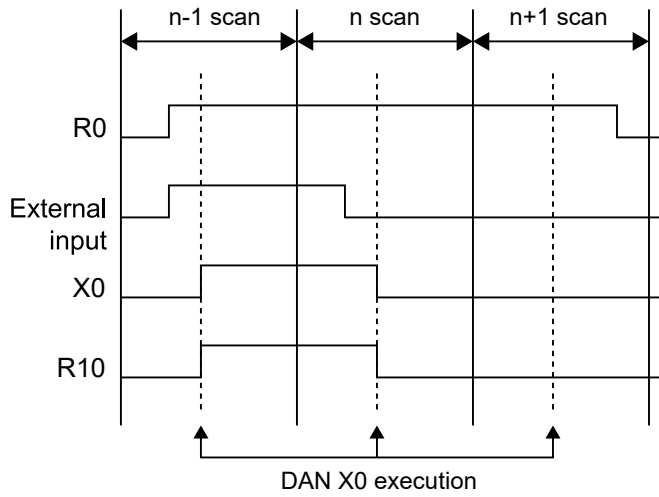 n-1 scan n scan n+1 scan
R0
External
input
X0
R10
DAN X0 execution